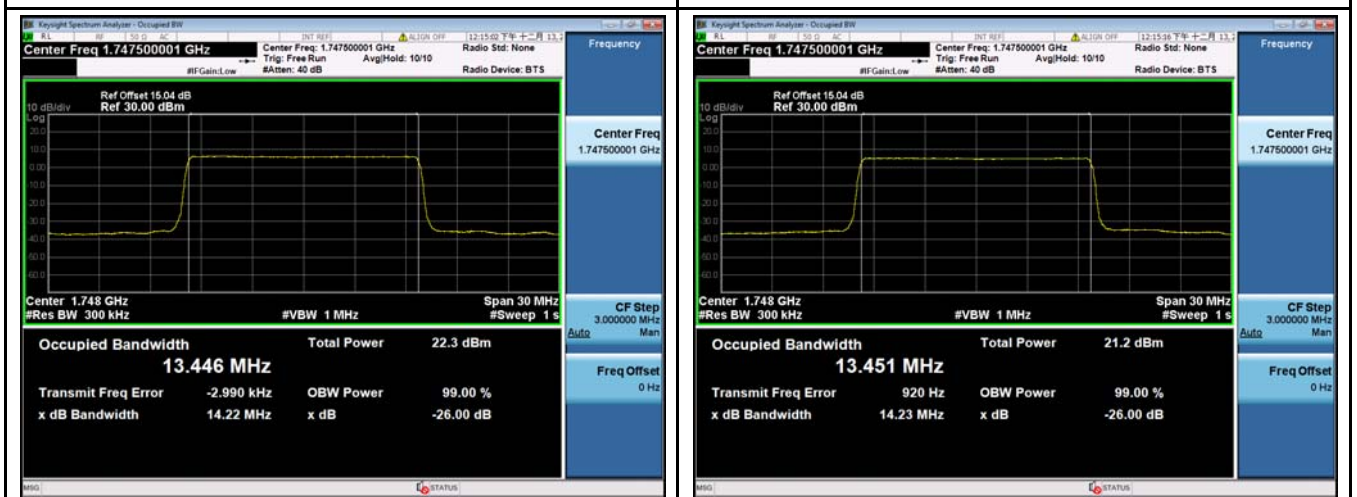 Keysight Spectrum Analyzer - Occupied BW
RL RF 50 Ω AC INT REF ALIGN OFF 12:15:02下午 十二月 13, 2
Center Freq 1.747500001 GHz
Center Freq: 1.747500001 GHz
Radio Std: None
Trig: Free Run Avg|Hold: 10/10
#IFGain:Low #Atten: 40 dB
Radio Device: BTS
Frequency
Ref Offset 15.04 dB
10 dB/div Ref 30.00 dBm
Log
20.0
10.0
0.00
-10.0
-20.0
-30.0
-40.0
-50.0
-60.0
Center 1.748 GHz
Span 30 MHz
#Res BW 300 kHz
#VBW 1 MHz
#Sweep 1 s
Center Freq
1.747500001 GHz
CF Step
3.000000 MHz
Auto Man
Freq Offset
0 Hz
Occupied Bandwidth
13.446 MHz
Total Power 22.3 dBm
Transmit Freq Error -2.990 kHz
OBW Power 99.00 %
x dB Bandwidth 14.22 MHz
x dB -26.00 dB
MSG STATUS
Keysight Spectrum Analyzer - Occupied BW
RL RF 50 Ω AC INT REF ALIGN OFF 12:15:36下午 十二月 13, 2
Center Freq 1.747500001 GHz
Center Freq: 1.747500001 GHz
Radio Std: None
Trig: Free Run Avg|Hold: 10/10
#IFGain:Low #Atten: 40 dB
Radio Device: BTS
Frequency
Ref Offset 15.04 dB
10 dB/div Ref 30.00 dBm
Log
20.0
10.0
0.00
-10.0
-20.0
-30.0
-40.0
-50.0
-60.0
Center 1.748 GHz
Span 30 MHz
#Res BW 300 kHz
#VBW 1 MHz
#Sweep 1 s
Center Freq
1.747500001 GHz
CF Step
3.000000 MHz
Auto Man
Freq Offset
0 Hz
Occupied Bandwidth
13.451 MHz
Total Power 21.2 dBm
Transmit Freq Error 920 Hz
OBW Power 99.00 %
x dB Bandwidth 14.23 MHz
x dB -26.00 dB
MSG STATUS